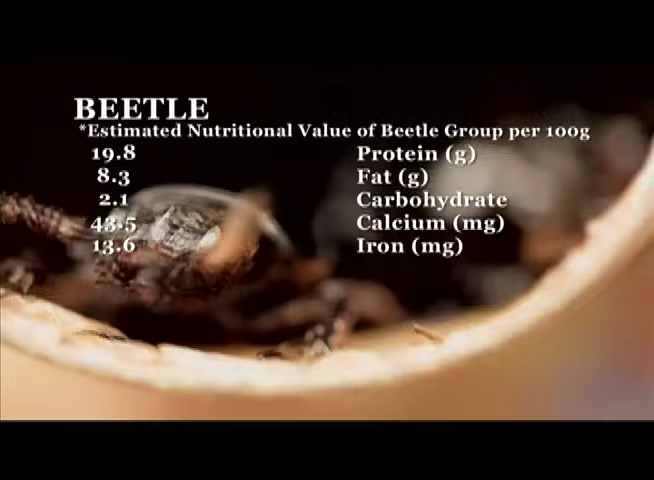 BEETLE
*Estimated Nutritional Value of Beetle Group per 100g
19.8 Protein (g)
8.3 Fat (g)
2.1 Carbohydrate
43.5 Calcium (mg)
13.6 Iron (mg)